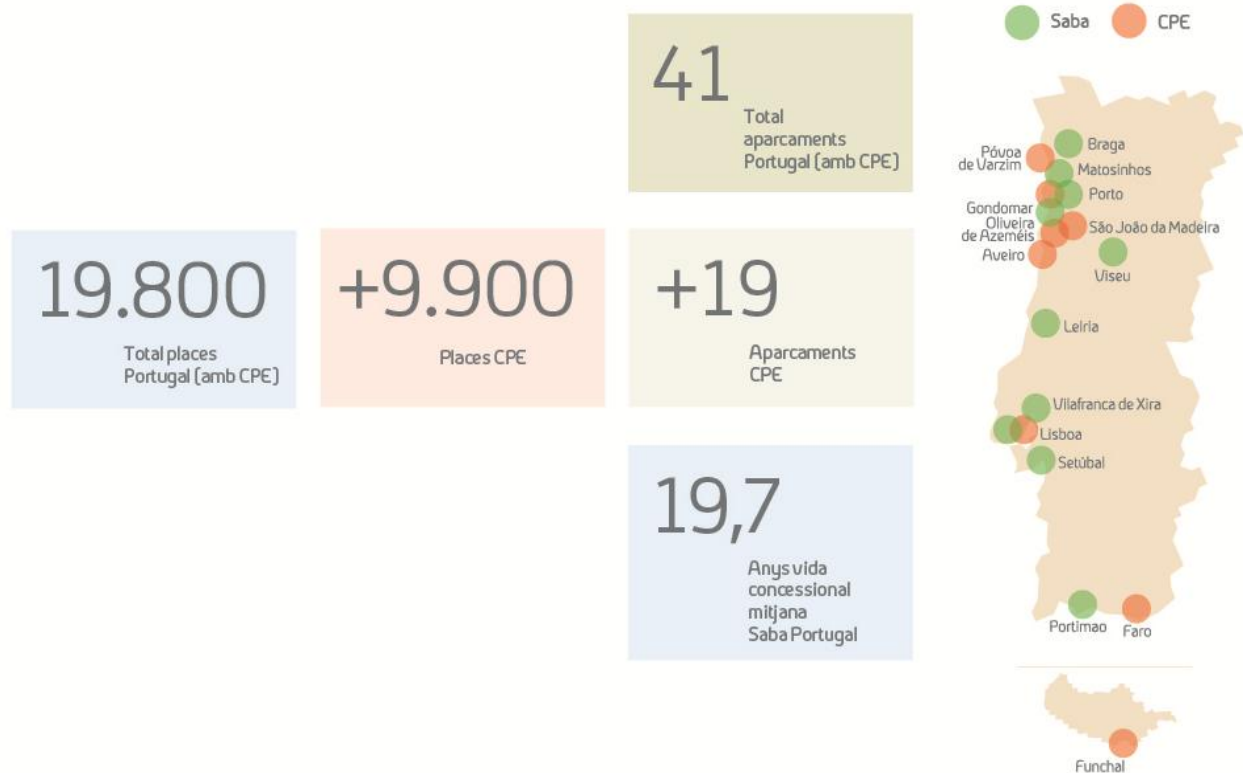 Saba
CPE
41
Total
aparcaments
Portugal (amb CPE)
19.800
Total places
Portugal (amb CPE)
+9.900
Places CPE
+19
Aparcaments
CPE
19,7
Anys vida
concessional
mitjana
Saba Portugal
Braga
Póvoa
de Varzim
Matosinhos
Porto
Gondomar
Oliveira
de Azeméis
São João da Madeira
Aveiro
Viseu
Leiria
Vilafranca de Xira
Lisboa
Setúbal
Portimao
Faro
Funchal